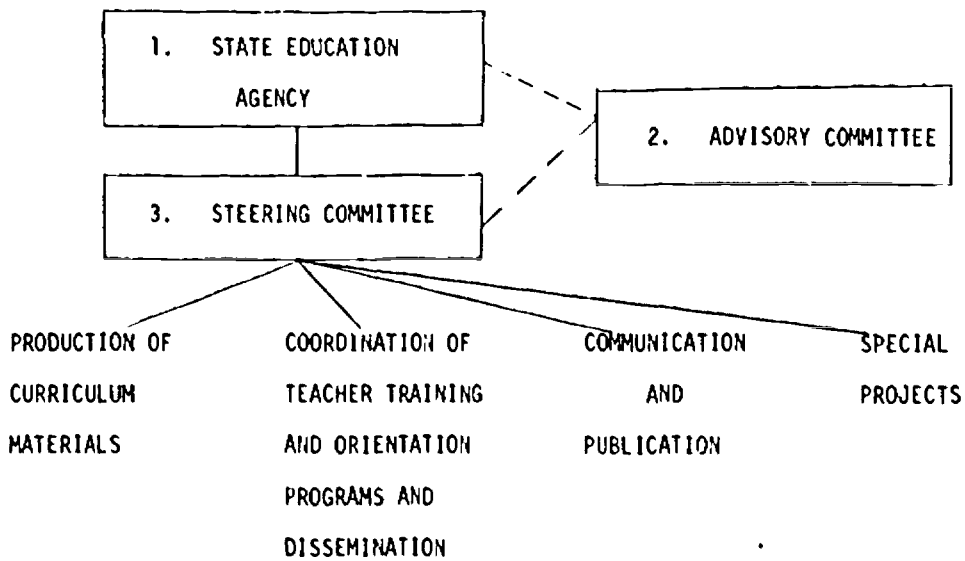 1. STATE EDUCATION
AGENCY
2. ADVISORY COMMITTEE
3. STEERING COMMITTEE
PRODUCTION OF
CURRICULUM
MATERIALS
COORDINATION OF
TEACHER TRAINING
AND ORIENTATION
PROGRAMS AND
DISSEMINATION
COMMUNICATION
AND
PUBLICATION
SPECIAL
PROJECTS